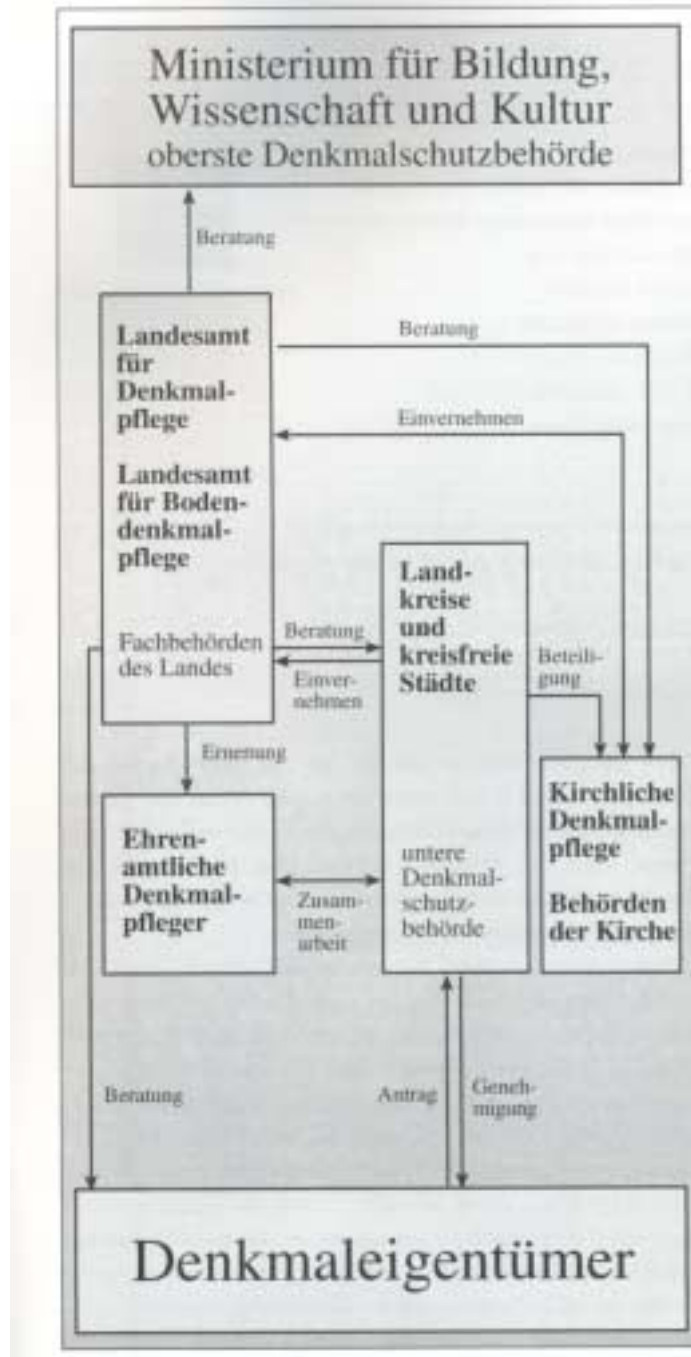 Ministerium für Bildung,
Wissenschaft und Kultur
oberste Denkmalschutzbehörde
Beratung
Landesamt
für
Denkmal-
pflege
Landesamt
für Boden-
denkmal-
pflege
Fachbehörden
des Landes
Beratung
Einvernehmen
Land-
kreise
und
kreisfreie
Städte
untere
Denkmal-
schutz-
behörde
Beratung
Einver-
nehmen
Beteili-
gung
Ernennung
Kirchliche
Denkmal-
pflege
Behörden
der Kirche
Ehren-
amtliche
Denkmal-
pfleger
Zusam-
men-
arbeit
Beratung
Antrag
Geneh-
migung
Denkmaleigentümer